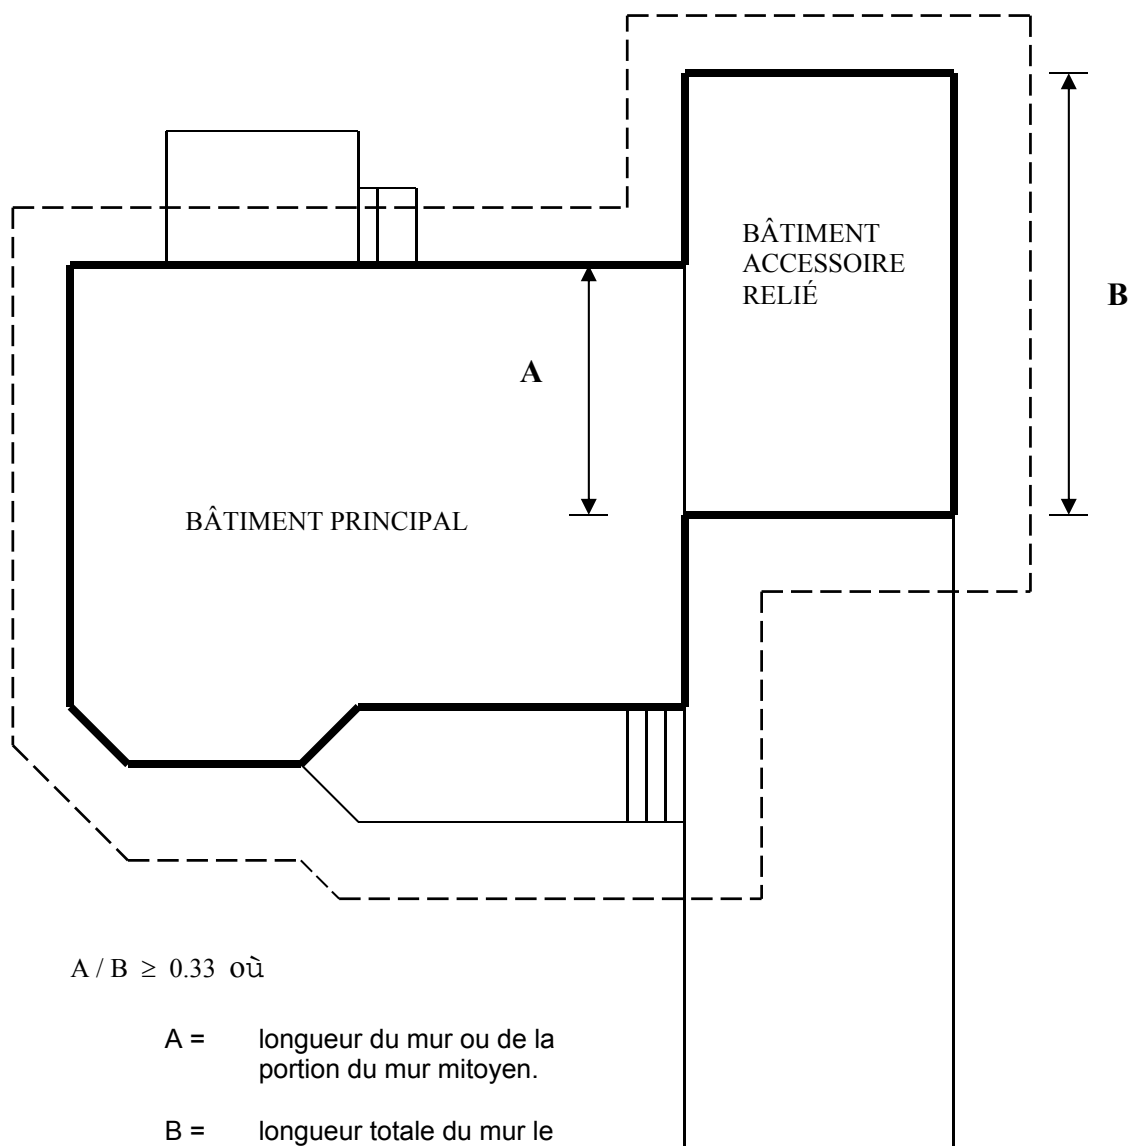 BÂTIMENT
ACCESSOIRE
RELIÉ
B
A
BÂTIMENT PRINCIPAL
A / B ≥ 0.33 où
A = longueur du mur ou de la
portion du mur mitoyen.
B = longueur totale du mur le